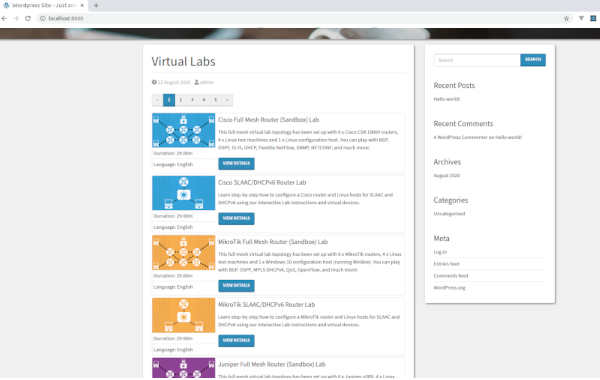 Wordpress Site – Just an
localhost:8000
Virtual Labs
22 August 2020 admin
« 1 2 3 4 5 »
Cisco Full Mesh Router (Sandbox) Lab
This full mesh virtual lab topology has been set up with 6 x Cisco CSR 1000V routers,
4 x Linux test machines and 1 x Linux configuration host. You can play with BGP,
OSPF, IS-IS, DHCP, Flexible NetFlow, SNMP, NETCONF, and much more!
Duration: 2h 00m
Language: English
VIEW DETAILS
Cisco SLAAC/DHCPv6 Router Lab
Learn step-by-step how to configure a Cisco router and Linux hosts for SLAAC and
DHCPv6 using our interactive Lab instructions and virtual devices.
Duration: 2h 00m
Language: English
VIEW DETAILS
MikroTik Full Mesh Router (Sandbox) Lab
This full mesh virtual lab topology has been set up with 6 x MikroTik routers, 4 x Linux
test machines and 1 x Windows 10 configuration host (running WinBox). You can play
with BGP, OSPF, MPLS DHCPv6, QoS, OpenFlow, and much more!
Duration: 2h 00m
Language: English
VIEW DETAILS
MikroTik SLAAC/DHCPv6 Router Lab
Learn step-by-step how to configure a MikroTik router and Linux hosts for SLAAC and
DHCPv6 using our interactive Lab instructions and virtual devices.
Duration: 2h 00m
Language: English
VIEW DETAILS
Juniper Full Mesh Router (Sandbox) Lab
This full mesh virtual lab topology has been set up with 6 x Juniper vSRX, 4 x Linux
Search
SEARCH
Recent Posts
Hello world!
Recent Comments
A WordPress Commenter on Hello world!
Archives
August 2020
Categories
Uncategorised
Meta
Log in
Entries feed
Comments feed
WordPress.org